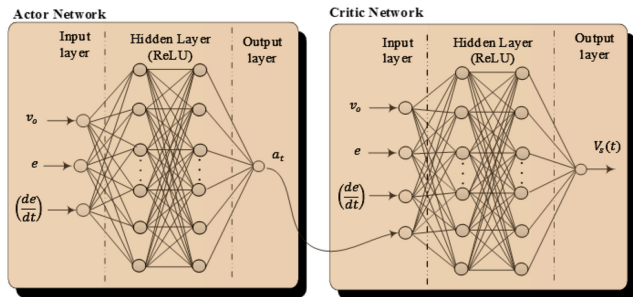 Actor Network
Input
layer
Hidden Layer
(ReLU)
Output
layer
v_o
e
(de/dt)
a_t
Critic Network
Input
layer
Hidden Layer
(ReLU)
Output
layer
v_o
e
(de/dt)
V_s(t)